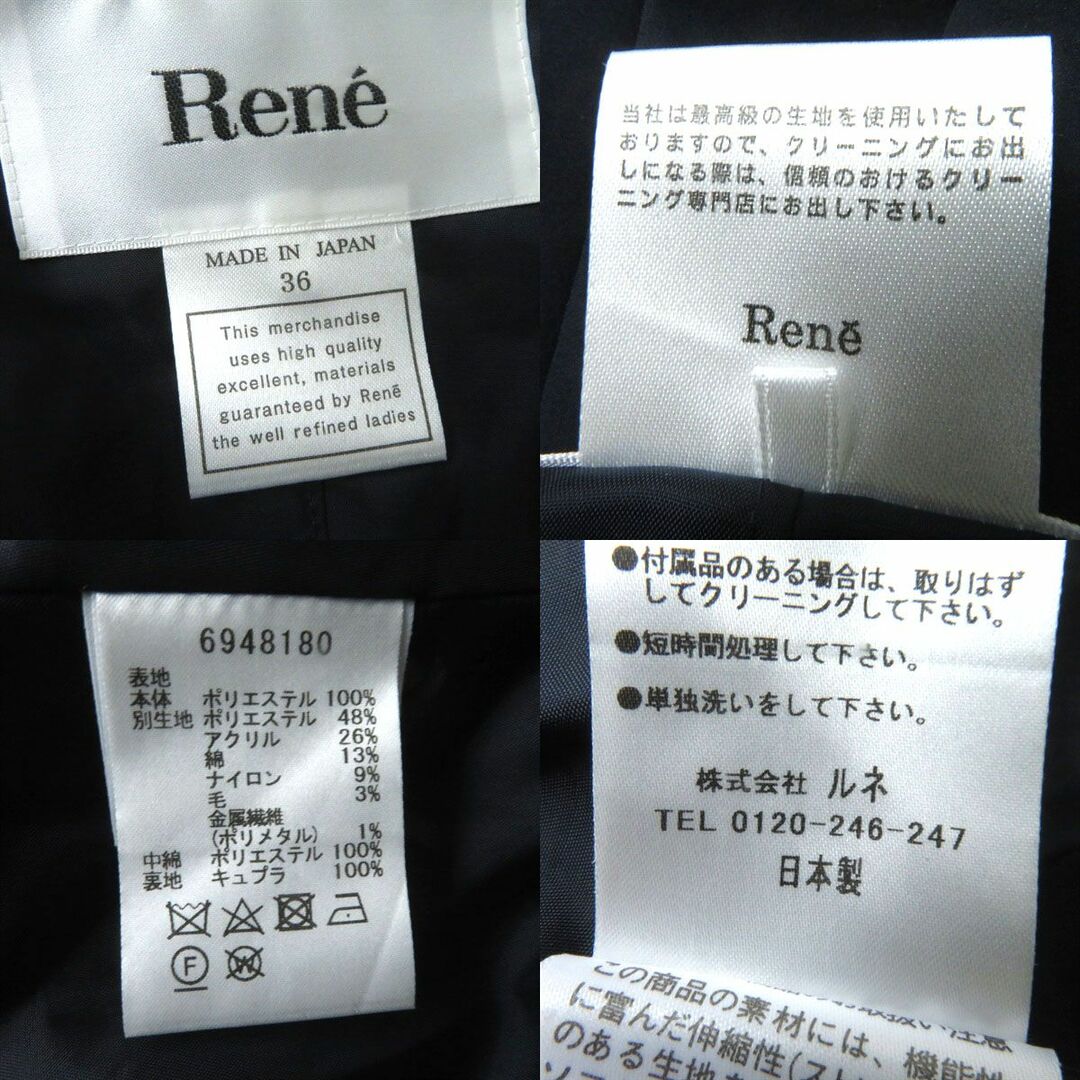 René
MADE IN JAPAN
36
This merchandise
uses high quality
excellent, materials
guaranteed by Renē
the well refined ladies
当社は最高級の生地を使用いたして
おりますので、クリーニングにお出
しになる際は、信頼のおけるクリー
ニング専門店にお出し下さい。
Renĕ
6948180
表地
本体 ポリエステル 100%
別生地 ポリエステル 48%
アクリル 26%
綿 13%
ナイロン 9%
毛 3%
金属繊維
(ポリメタル) 1%
中綿 ポリエステル 100%
裏地 キュプラ 100%
F W
●付属品のある場合は、取りはず
してクリーニングして下さい。
●短時間処理して下さい。
●単独洗いをして下さい。
株式会社 ルネ
TEL 0120-246-247
日本製
この商品の素材には、機能性
に富んだ伸縮性(スト
のある生地